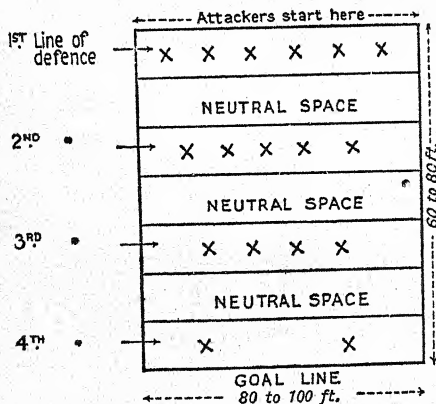 Attackers start here
1ST. Line of
defence
X X X X X X
NEUTRAL SPACE
2ND.
X X X X X
NEUTRAL SPACE
3RD.
X X X X
NEUTRAL SPACE
4TH.
X X
60 to 80 ft.
GOAL LINE
80 to 100 ft.